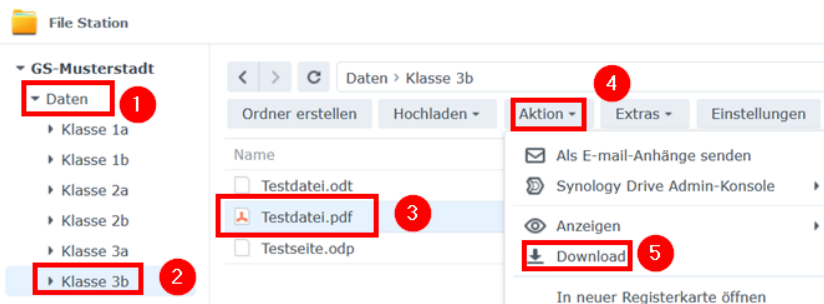 File Station
GS-Musterstadt
Daten
1
Klasse 1a
Klasse 1b
Klasse 2a
Klasse 2b
Klasse 3a
Klasse 3b
2
Daten › Klasse 3b
4
Ordner erstellen Hochladen Aktion Extras Einstellungen
Name
Testdatei.odt
Testdatei.pdf
3
Testseite.odp
Als E-mail-Anhänge senden
Synology Drive Admin-Konsole
Anzeigen
Download
5
In neuer Registerkarte öffnen